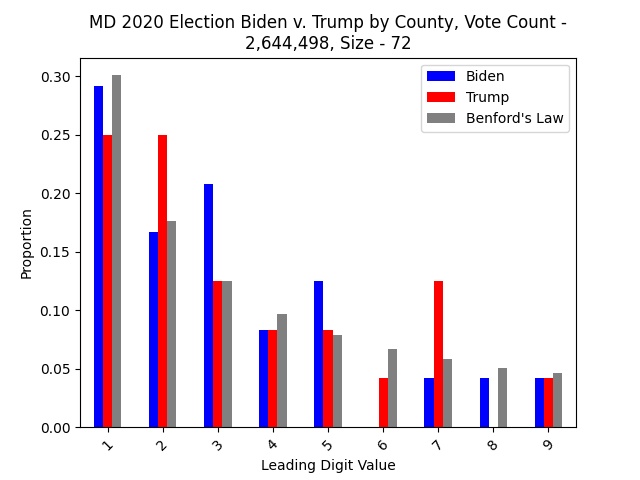 MD 2020 Election Biden v. Trump by County, Vote Count -
2,644,498, Size - 72
Biden
Trump
Benford's Law
Proportion
0.30
0.25
0.20
0.15
0.10
0.05
0.00
1 2 3 4 5 6 7 8 9
Leading Digit Value